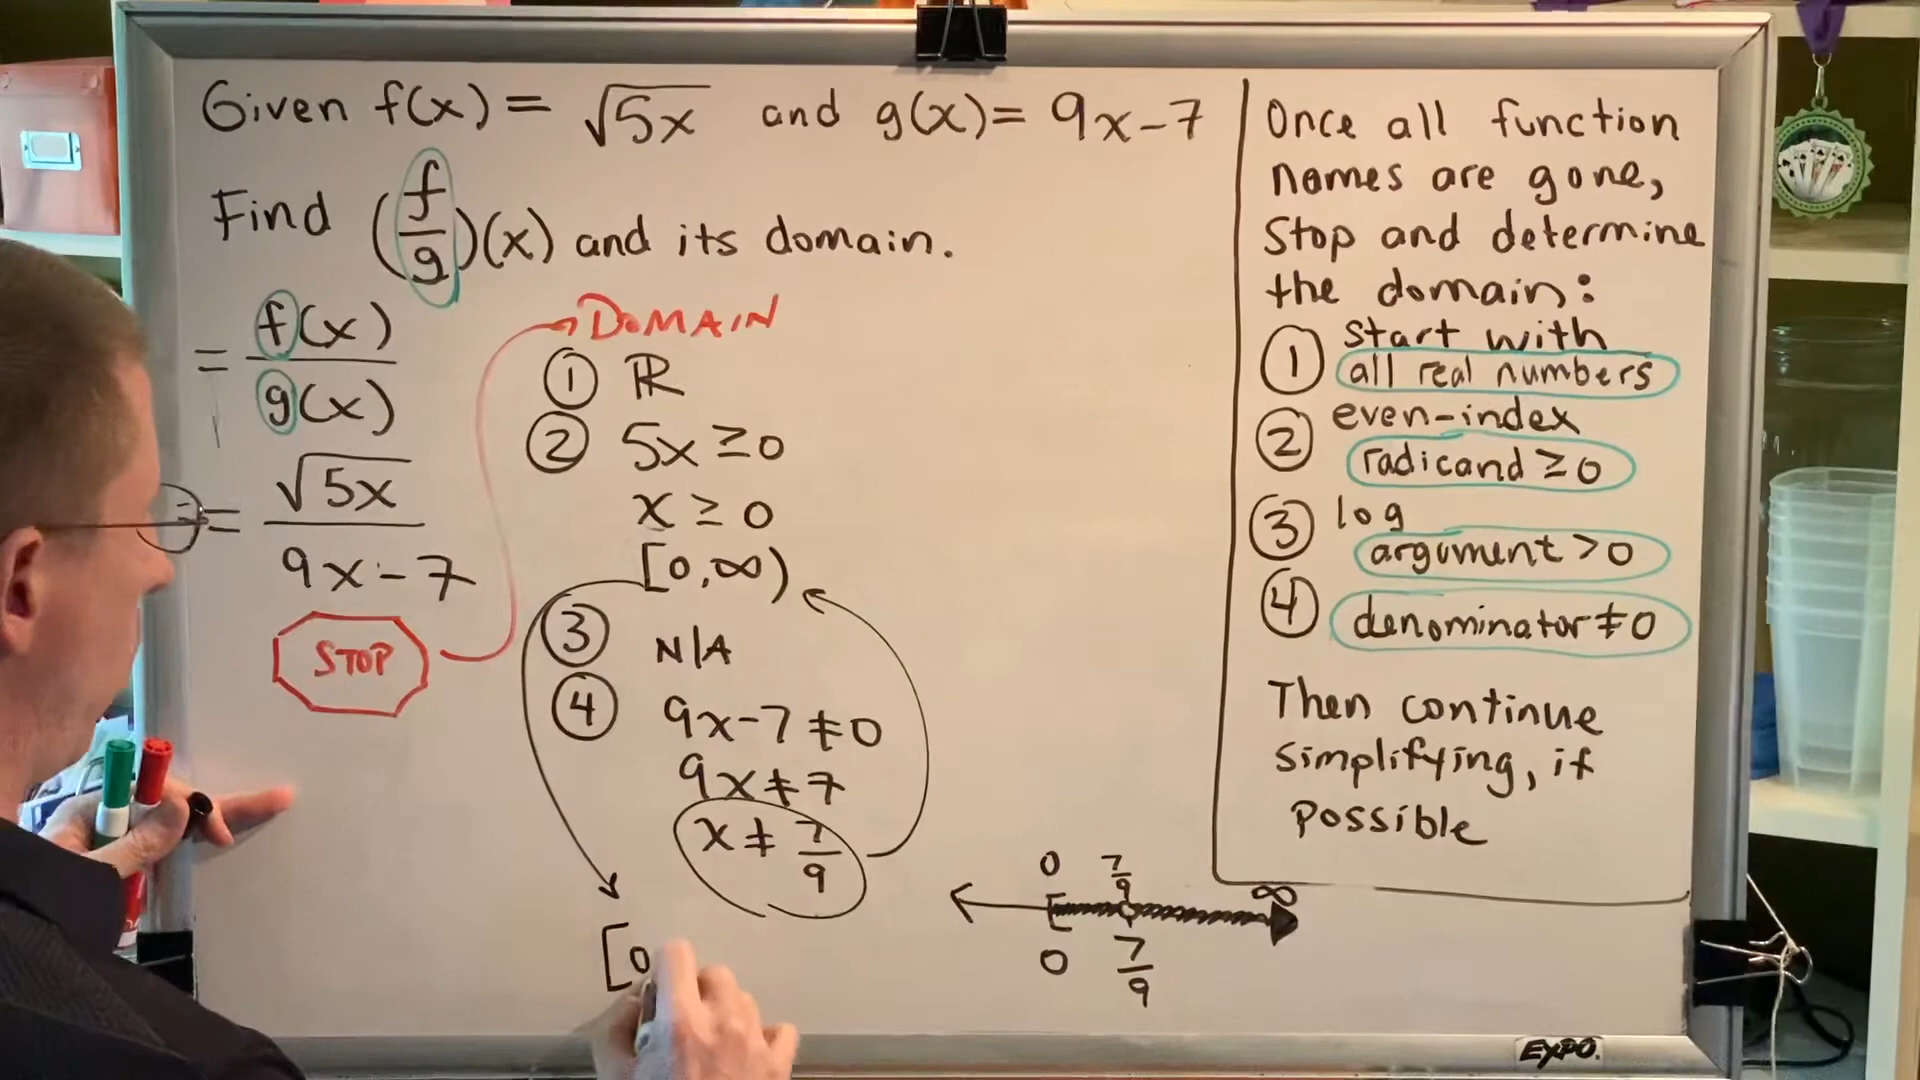 Given f(x) = √5x and g(x) = 9x-7
Find (f/g)(x) and its domain.
= f(x)/g(x)
= √5x/(9x-7)
STOP
DOMAIN
① ℝ
② 5x ≥ 0
x ≥ 0
[0,∞)
③ N/A
④ 9x-7 ≠ 0
9x ≠ 7
x ≠ 7/9
[0
0 7/9 ∞
0 7/9
Once all function
names are gone,
Stop and determine
the domain:
① start with
all real numbers
② even-index
radicand ≥ 0
③ log
argument > 0
④ denominator ≠ 0
Then continue
simplifying, if
possible
EXPO.